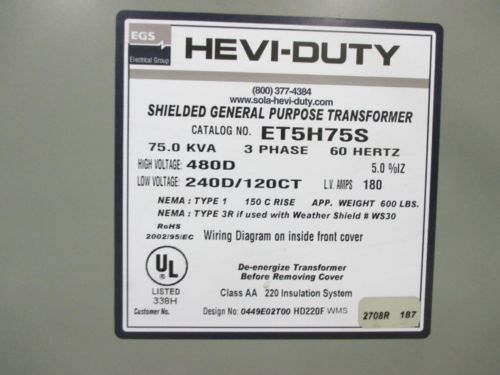 EGS
Electrical Group
HEVI-DUTY
(800) 377-4384
www.sola-hevi-duty.com
SHIELDED GENERAL PURPOSE TRANSFORMER
CATALOG NO. ET5H75S
75.0 KVA 3 PHASE 60 HERTZ
HIGH VOLTAGE: 480D 5.0 %IZ
LOW VOLTAGE: 240D/120CT L.V. AMPS 180
NEMA : TYPE 1 150 C RISE APP. WEIGHT 600 LBS.
NEMA : TYPE 3R if used with Weather Shield # WS30
RoHS
2002/95/EC Wiring Diagram on inside front cover
UL
LISTED
338H
De-energize Transformer
Before Removing Cover
Class AA 220 Insulation System
Customer No. Design No: 0449E02T00 HD220F WMS
2708R 187